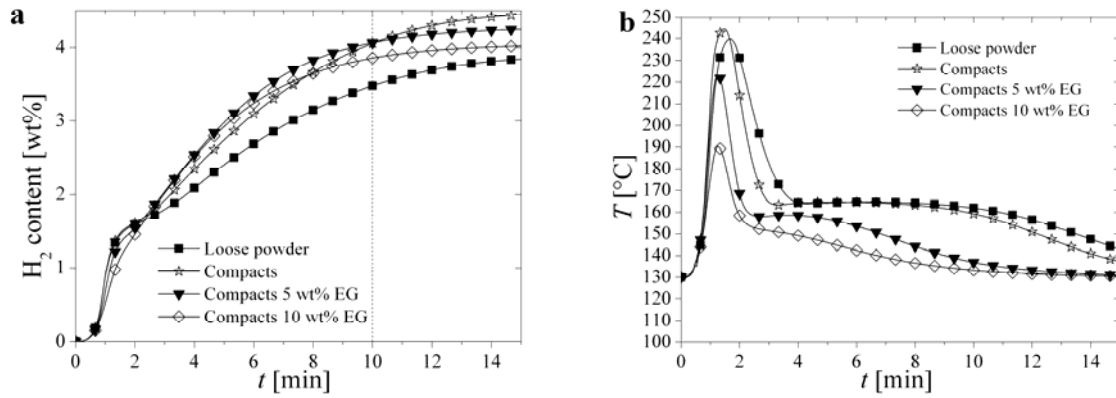 a
H₂ content [wt%]
4
3
2
1
0
0 2 4 6 8 10 12 14
t [min]
Loose powder
Compacts
Compacts 5 wt% EG
Compacts 10 wt% EG
b
T [°C]
250
240
230
220
210
200
190
180
170
160
150
140
130
120
110
100
0 2 4 6 8 10 12 14
t [min]
Loose powder
Compacts
Compacts 5 wt% EG
Compacts 10 wt% EG